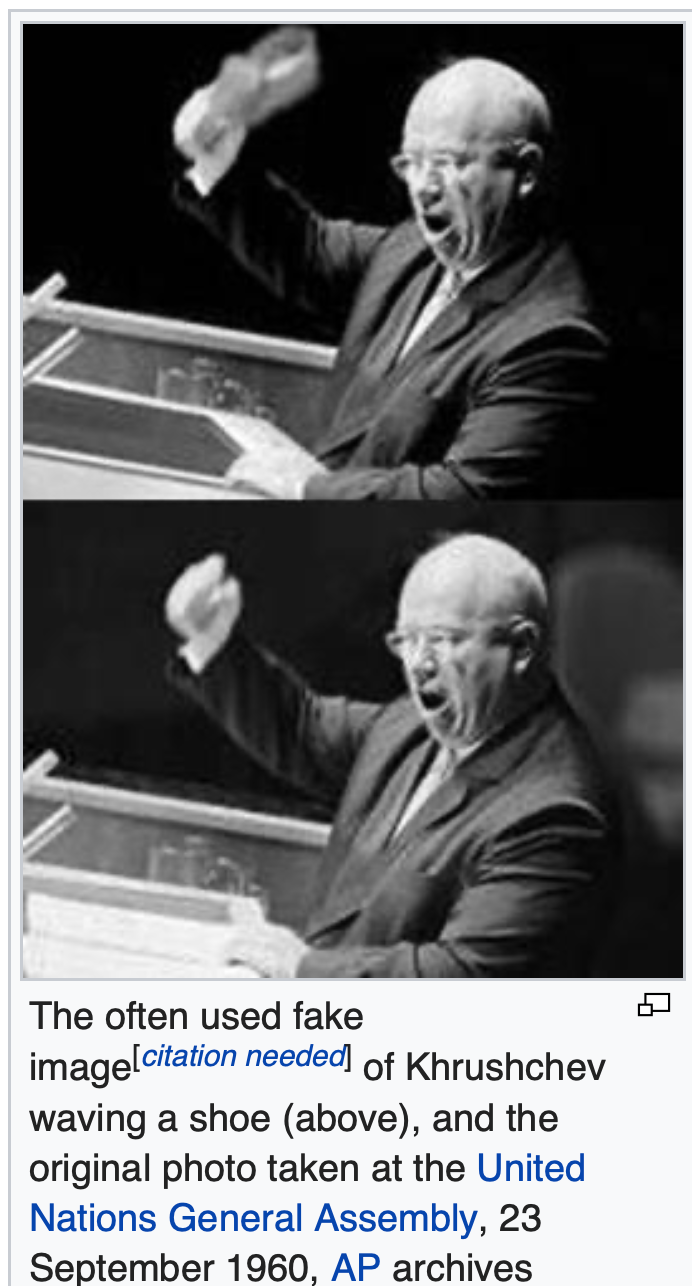 The often used fake
image[citation needed] of Khrushchev
waving a shoe (above), and the
original photo taken at the United
Nations General Assembly, 23
September 1960, AP archives